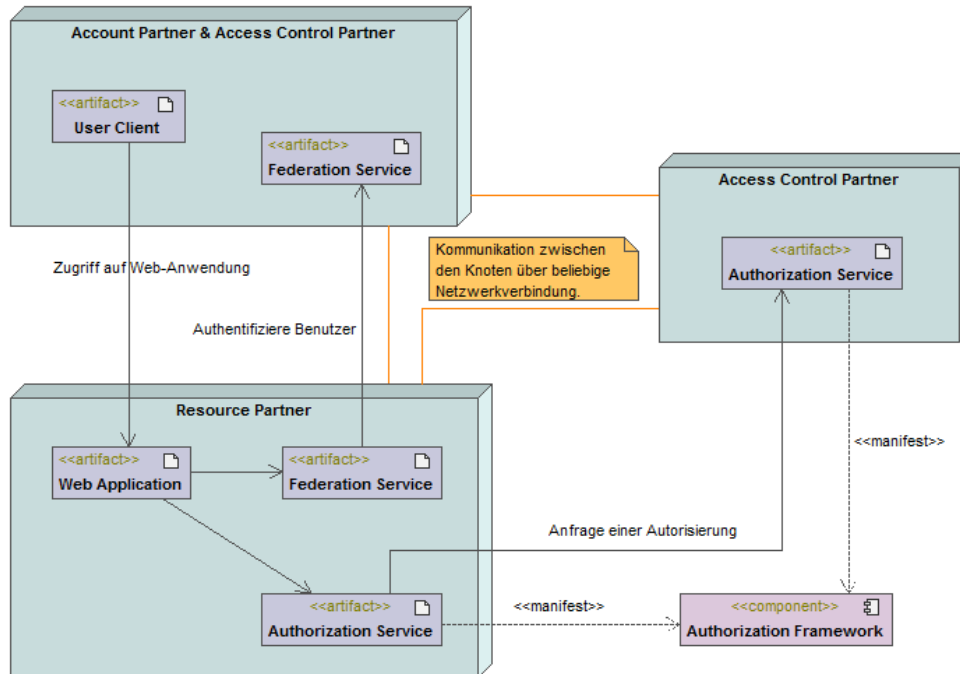 Account Partner & Access Control Partner
<<artifact>>
User Client
<<artifact>>
Federation Service
Access Control Partner
<<artifact>>
Authorization Service
Zugriff auf Web-Anwendung
Kommunikation zwischen
den Knoten über beliebige
Netzwerkverbindung.
Authentifiziere Benutzer
Resource Partner
<<artifact>>
Web Application
<<artifact>>
Federation Service
<<manifest>>
Anfrage einer Autorisierung
<<artifact>>
Authorization Service
<<manifest>>
<<component>>
Authorization Framework